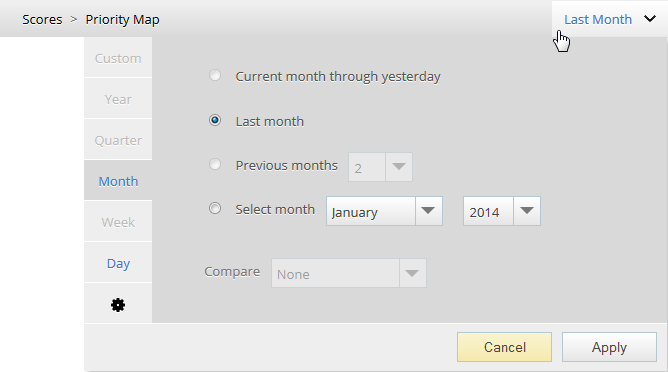 Scores > Priority Map
Last Month
Custom
Year
Quarter
Month
Week
Day
Current month through yesterday
Last month
Previous months 2
Select month January 2014
Compare None
Cancel Apply